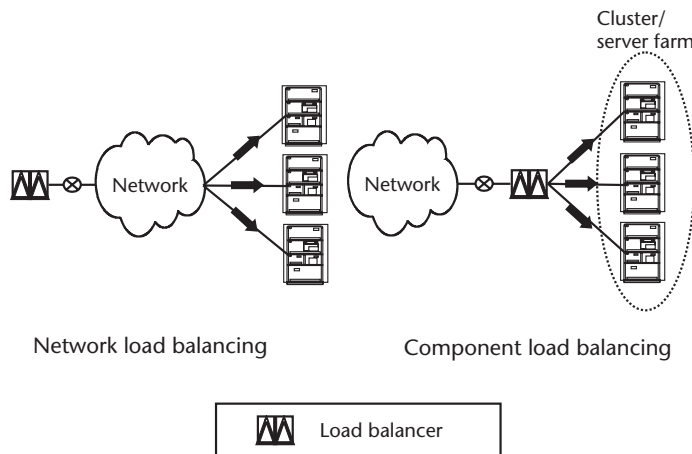 Cluster/
server farm
Network
Network
Network load balancing
Component load balancing
Load balancer